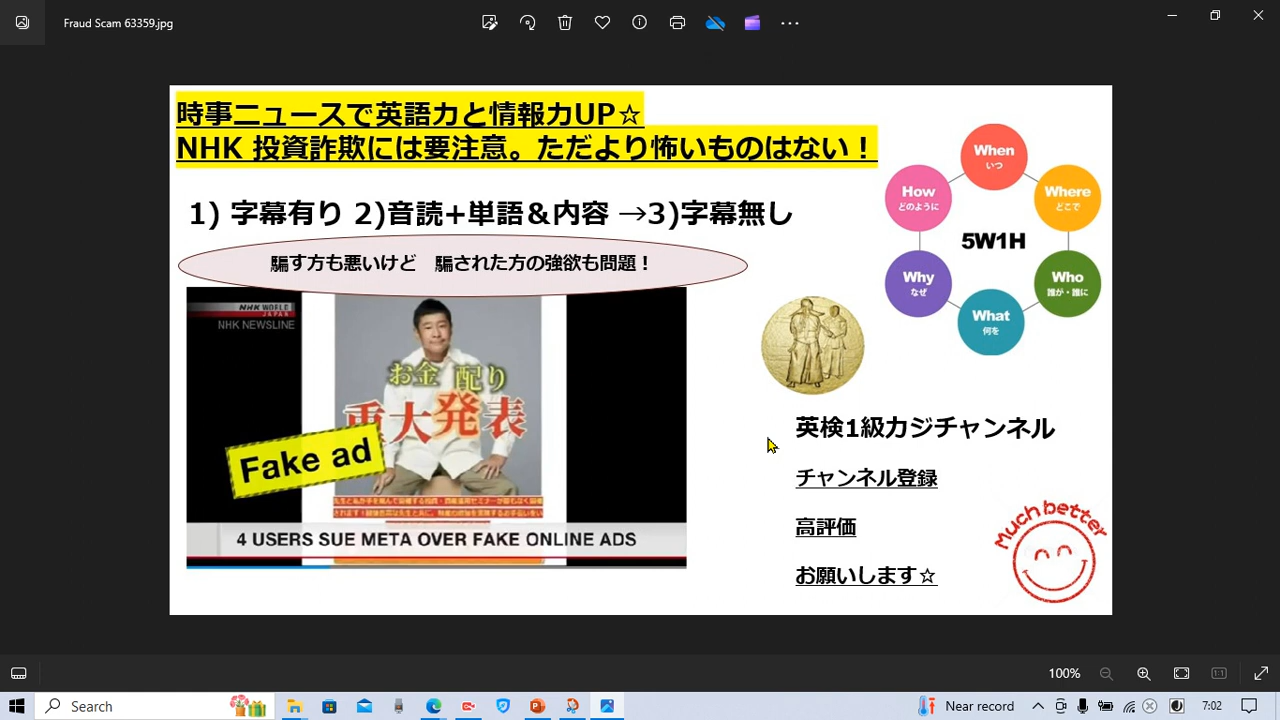 Fraud Scam 63359.jpg
時事ニュースで英語力と情報力UP☆
NHK 投資詐欺には要注意。ただより怖いものはない！
1) 字幕有り 2)音読+単語＆内容 →3)字幕無し
騙す方も悪いけど　騙された方の強欲も問題！
NHK WORLD
JAPAN
NHK NEWSLINE
お金 配り
重大発表
Fake ad
4 USERS SUE META OVER FAKE ONLINE ADS
When
いつ
Where
どこで
Who
誰が・誰に
What
何を
Why
なぜ
How
どのように
5W1H
英検1級カジチャンネル
チャンネル登録
高評価
お願いします☆
Much better
100%
1:1
Search
Near record
7:02